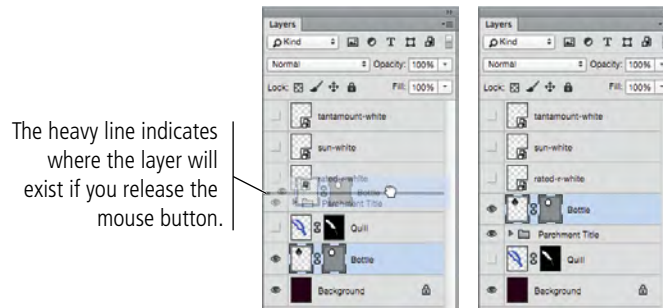 The heavy line indicates
where the layer will
exist if you release the
mouse button.
Layers
Kind
T
Normal
Opacity: 100%
Lock:
Fill: 100%
tantamount-white
sun-white
rated-r-white
Bottle
Parchment Title
Quill
Bottle
Background
Layers
Kind
T
Normal
Opacity: 100%
Lock:
Fill: 100%
tantamount-white
sun-white
rated-r-white
Bottle
Parchment Title
Quill
Background